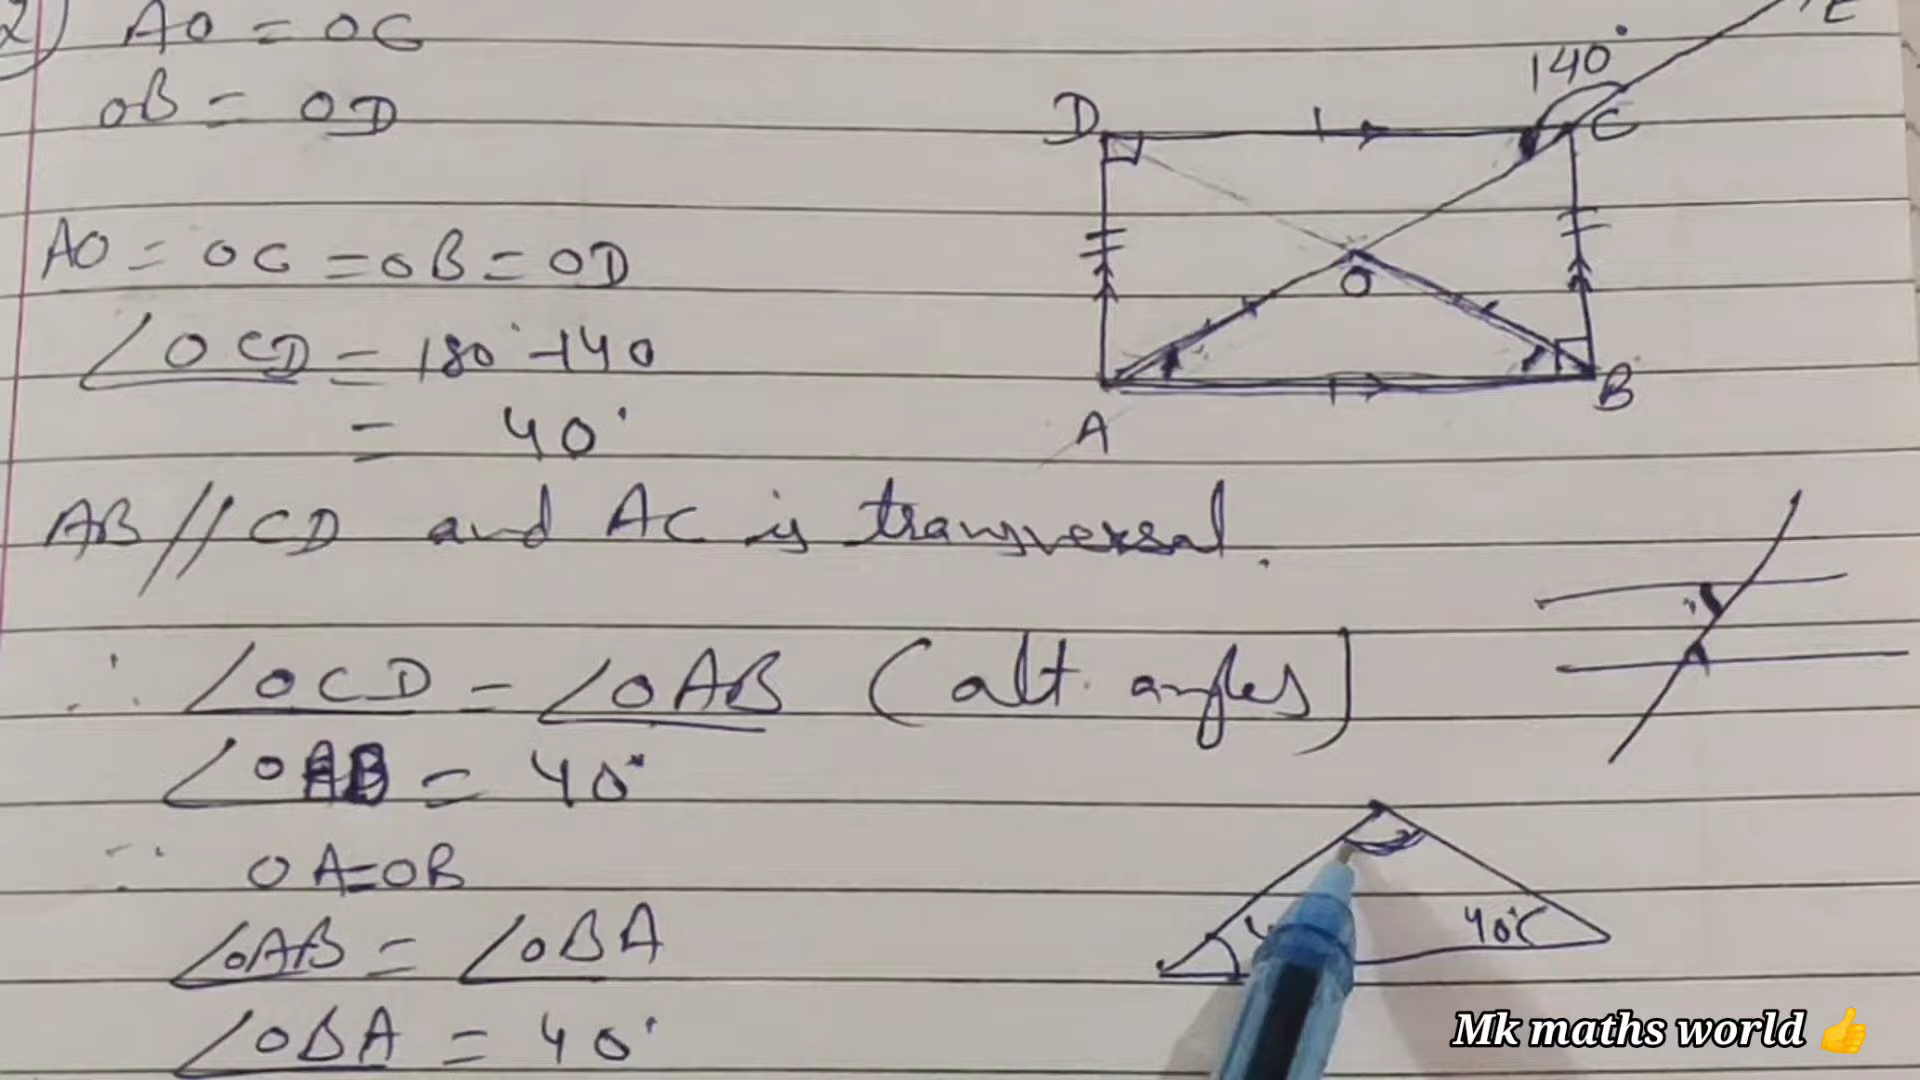 2) AO = OC
OB = OD
AO = OC = OB = OD
∠OCD = 180° - 140
= 40°
AB // CD and AC is transversal.
∴ ∠OCD = ∠OAB (alt. angles)
∠OAB = 40°
∵ OA = OB
∠OAB = ∠OBA
∠OBA = 40°
E
140°
D
C
O
A
B
40°
Mk maths world 👍